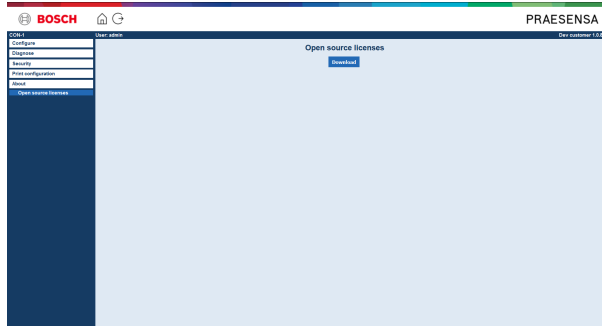 BOSCH
PRAESENSA
CON-1
User: admin
Dev customer 1.0.0
Configure
Diagnose
Security
Print configuration
About
Open source licenses
Open source licenses
Download